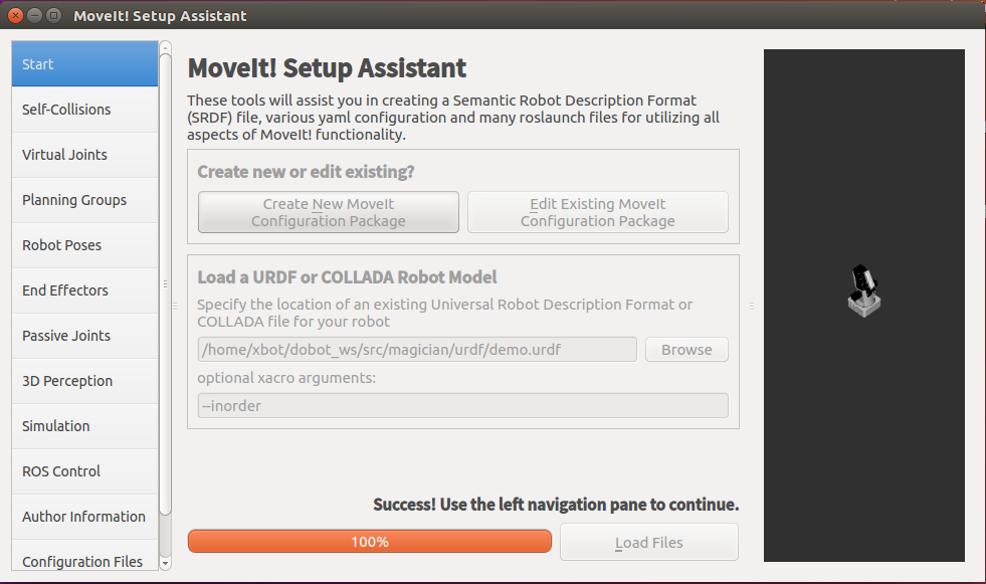 MoveIt! Setup Assistant
Start
Self-Collisions
Virtual Joints
Planning Groups
Robot Poses
End Effectors
Passive Joints
3D Perception
Simulation
ROS Control
Author Information
Configuration Files
MoveIt! Setup Assistant
These tools will assist you in creating a Semantic Robot Description Format
(SRDF) file, various yaml configuration and many roslaunch files for utilizing all
aspects of MoveIt! functionality.
Create new or edit existing?
Create New MoveIt
Configuration Package
Edit Existing MoveIt
Configuration Package
Load a URDF or COLLADA Robot Model
Specify the location of an existing Universal Robot Description Format or
COLLADA file for your robot
/home/xbot/dobot_ws/src/magician/urdf/demo.urdf
Browse
optional xacro arguments:
--inorder
Success! Use the left navigation pane to continue.
100%
Load Files